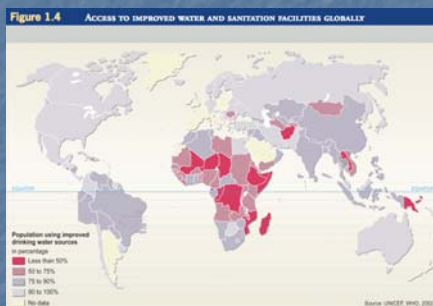 Figure 1.4 ACCESS TO IMPROVED WATER AND SANITATION FACILITIES GLOBALLY
EQUATOR
EQUATOR
Population using improved
drinking water sources
in percentage
Less than 50%
50 to 75%
75 to 90%
90 to 100%
No data
Source: UNICEF WHO,